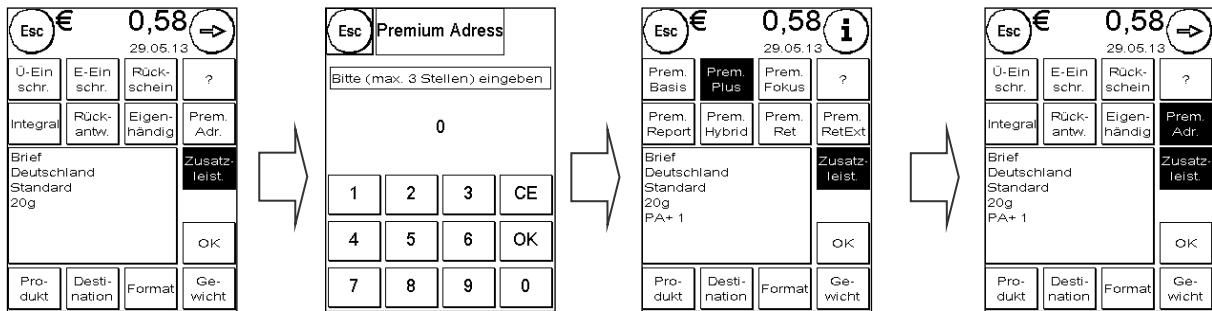 Esc € 0,58
29.05.13
Ü-Ein
schr.
E-Ein
schr.
Rück-
schein
?
Integral
Rück-
antw.
Eigen-
händig
Prem.
Adr.
Brief
Deutschland
Standard
20g
Zusatz-
leist.
OK
Pro-
dukt
Desti-
nation
Format
Ge-
wicht
Esc Premium Adress
Bitte (max. 3 Stellen) eingeben
0
1 2 3 CE
4 5 6 OK
7 8 9 0
Esc € 0,58 i
29.05.13
Prem.
Basis
Prem.
Plus
Prem.
Fokus
?
Prem.
Report
Prem.
Hybrid
Prem.
Ret
Prem.
RetExt
Brief
Deutschland
Standard
20g
PA+ 1
Zusatz-
leist.
OK
Pro-
dukt
Desti-
nation
Format
Ge-
wicht
Esc € 0,58
29.05.13
Ü-Ein
schr.
E-Ein
schr.
Rück-
schein
?
Integral
Rück-
antw.
Eigen-
händig
Prem.
Adr.
Brief
Deutschland
Standard
20g
PA+ 1
Zusatz-
leist.
OK
Pro-
dukt
Desti-
nation
Format
Ge-
wicht